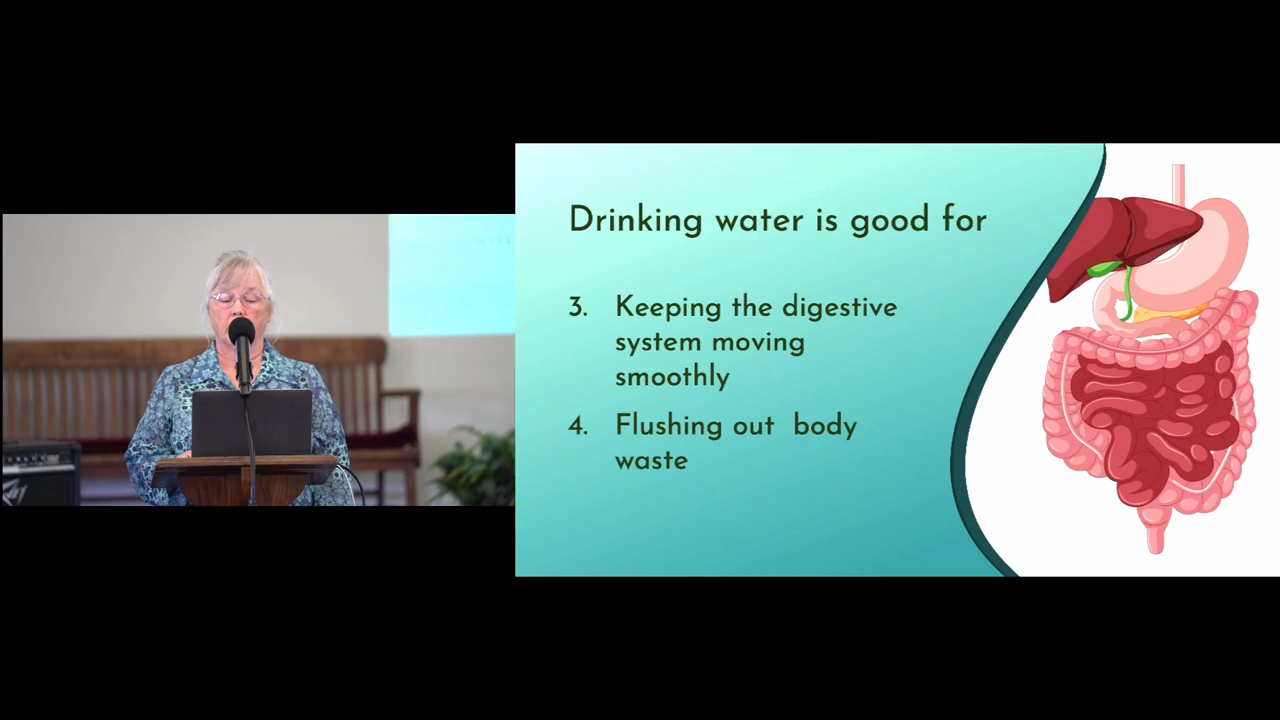 Drinking water is good for
3. Keeping the digestive
system moving
smoothly
4. Flushing out  body
waste